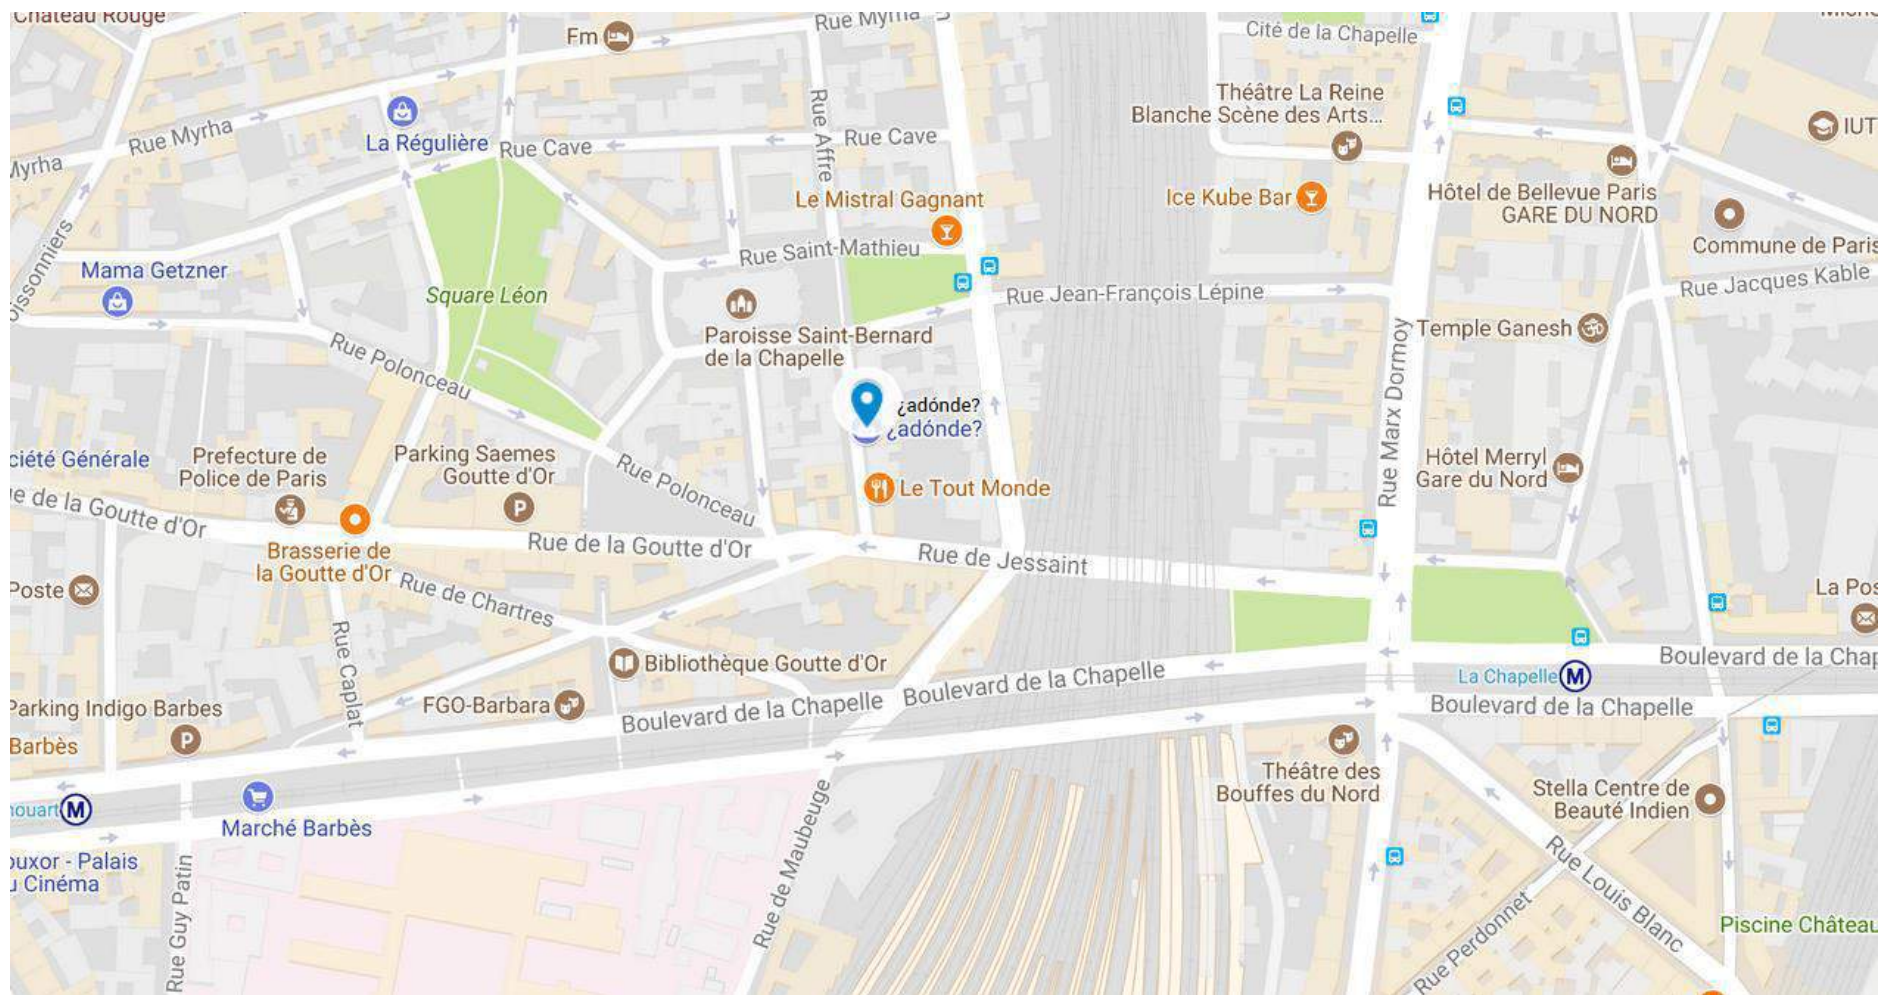 Château Rouge
Fm
Rue Myrha
Cité de la Chapelle
Théâtre La Reine
Blanche Scène des Arts...
IUT
Rue Myrha
La Régulière
Rue Cave
Rue Affre
Rue Cave
Myrha
Le Mistral Gagnant
Ice Kube Bar
Hôtel de Bellevue Paris
GARE DU NORD
Commune de Paris
Rue Saint-Mathieu
Mama Getzner
Square Léon
oissonniers
Rue Jean-François Lépine
Rue Jacques Kable
Temple Ganesh
Paroisse Saint-Bernard
de la Chapelle
Rue Polonceau
Rue Marx Dormoy
¿adónde?
¿adónde?
ciété Générale
Prefecture de
Police de Paris
Parking Saemes
Goutte d'Or
Rue Polonceau
Le Tout Monde
Hôtel Merryl
Gare du Nord
e de la Goutte d'Or
Rue de la Goutte d'Or
Rue de Jessaint
Brasserie de
la Goutte d'Or
Rue de Chartres
Poste
La Pos
Rue Caplat
Bibliothèque Goutte d'Or
Boulevard de la Chap
La Chapelle
M
FGO-Barbara
Boulevard de la Chapelle
Boulevard de la Chapelle
Boulevard de la Chapelle
Parking Indigo Barbes
P
P
Barbès
Théâtre des
Bouffes du Nord
Stella Centre de
Beauté Indien
houart
M
Marché Barbès
Rue de Maubeuge
ouxor - Palais
u Cinéma
Rue Guy Patin
Rue Louis Blanc
Rue Perdonnet
Piscine Château